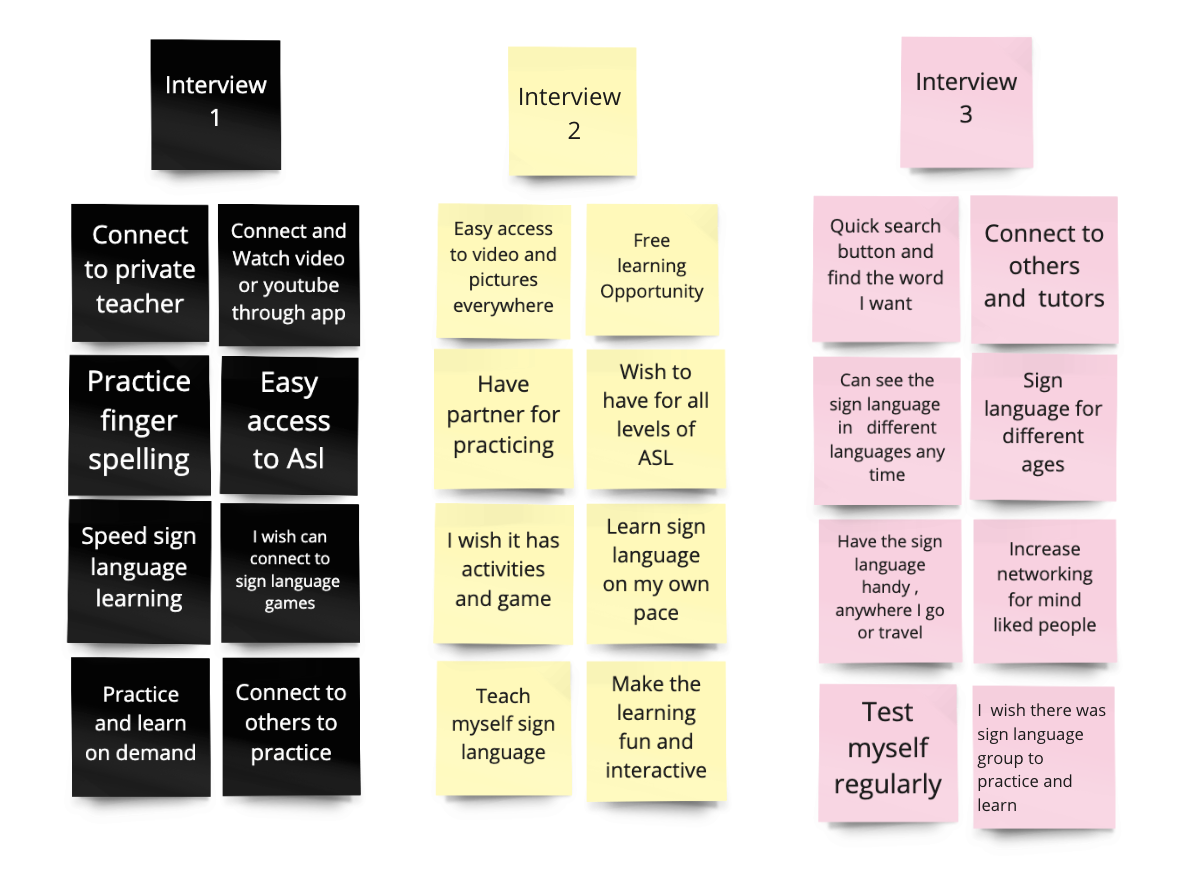 Interview
1
Connect
to private
teacher
Connect and
Watch video
or youtube
through app
Practice
finger
spelling
Easy
access
to Asl
Speed sign
language
learning
I wish can
connect to
sign language
games
Practice
and learn
on demand
Connect to
others to
practice
Interview
2
Easy access
to video and
pictures
everywhere
Free
learning
Opportunity
Have
partner for
practicing
Wish to
have for all
levels of
ASL
I wish it has
activities
and game
Learn sign
language
on my own
pace
Teach
myself sign
language
Make the
learning
fun and
interactive
Interview
3
Quick search
button and
find the word
I want
Connect to
others
and tutors
Can see the
sign language
in different
languages any
time
Sign
language for
different
ages
Have the sign
language
handy ,
anywhere I go
or travel
Increase
networking
for mind
liked people
Test
myself
regularly
I wish there was
sign language
group to
practice and
learn